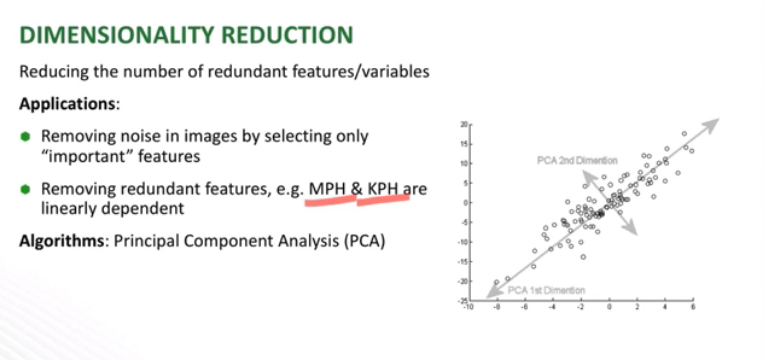 DIMENSIONALITY REDUCTION
Reducing the number of redundant features/variables
Applications:
Removing noise in images by selecting only
“important” features
Removing redundant features, e.g. MPH & KPH are
linearly dependent
Algorithms: Principal Component Analysis (PCA)
20
15
10
5
0
-5
-10
-15
-20
-25
PCA 2nd Dimention
PCA 1st Dimention
-10 -8 -6 -4 -2 0 2 4 6